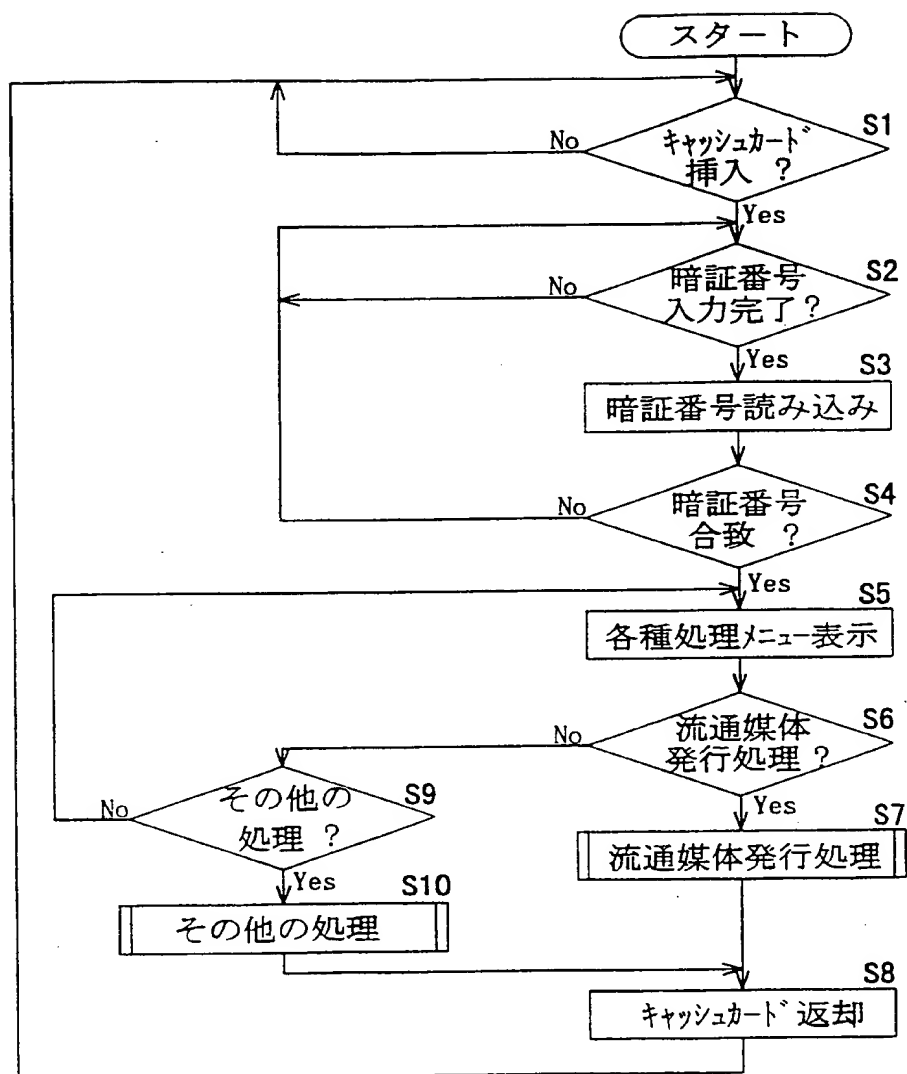 スタート
S1
No
キャッシュカード
挿入 ?
Yes
S2
No
暗証番号
入力完了?
Yes
S3
暗証番号読み込み
S4
No
暗証番号
合致 ?
Yes
S5
各種処理メニュー表示
S6
No
流通媒体
発行処理?
Yes
S9
No
その他の
処理 ?
Yes
S7
流通媒体発行処理
S10
その他の処理
S8
キャッシュカード 返却